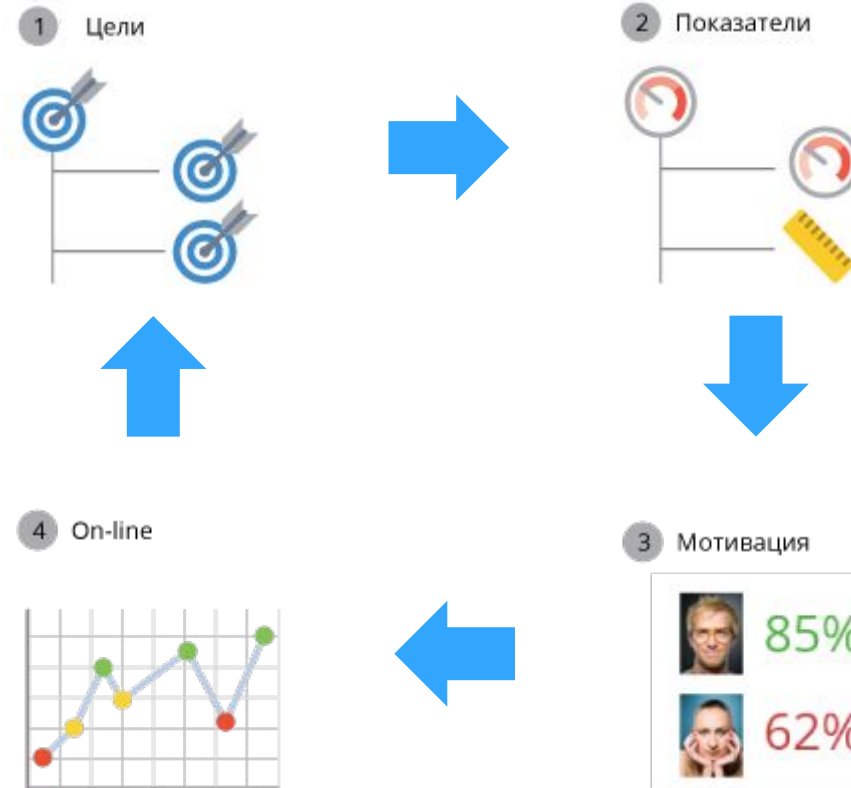 1 Цели
2 Показатели
4 On-line
3 Мотивация
85%
62%